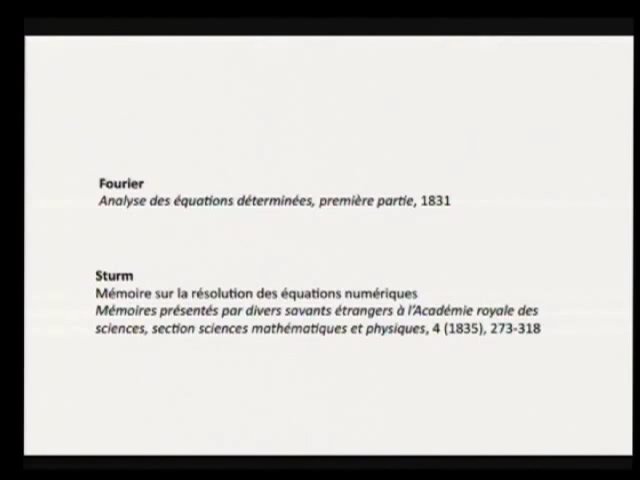 Fourier
Analyse des équations déterminées, première partie, 1831
Sturm
Mémoire sur la résolution des équations numériques
Mémoires présentés par divers savants étrangers à l'Académie royale des
sciences, section sciences mathématiques et physiques, 4 (1835), 273-318